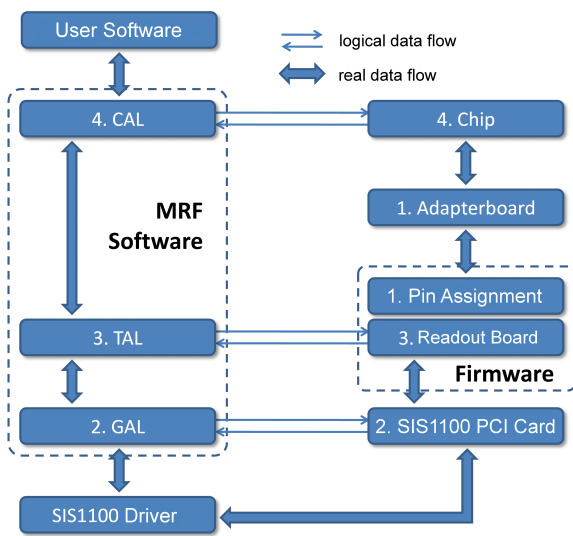 User Software
logical data flow
real data flow
4. CAL
4. Chip
MRF
Software
1. Adapterboard
1. Pin Assignment
3. TAL
3. Readout Board
Firmware
2. GAL
2. SIS1100 PCI Card
SIS1100 Driver